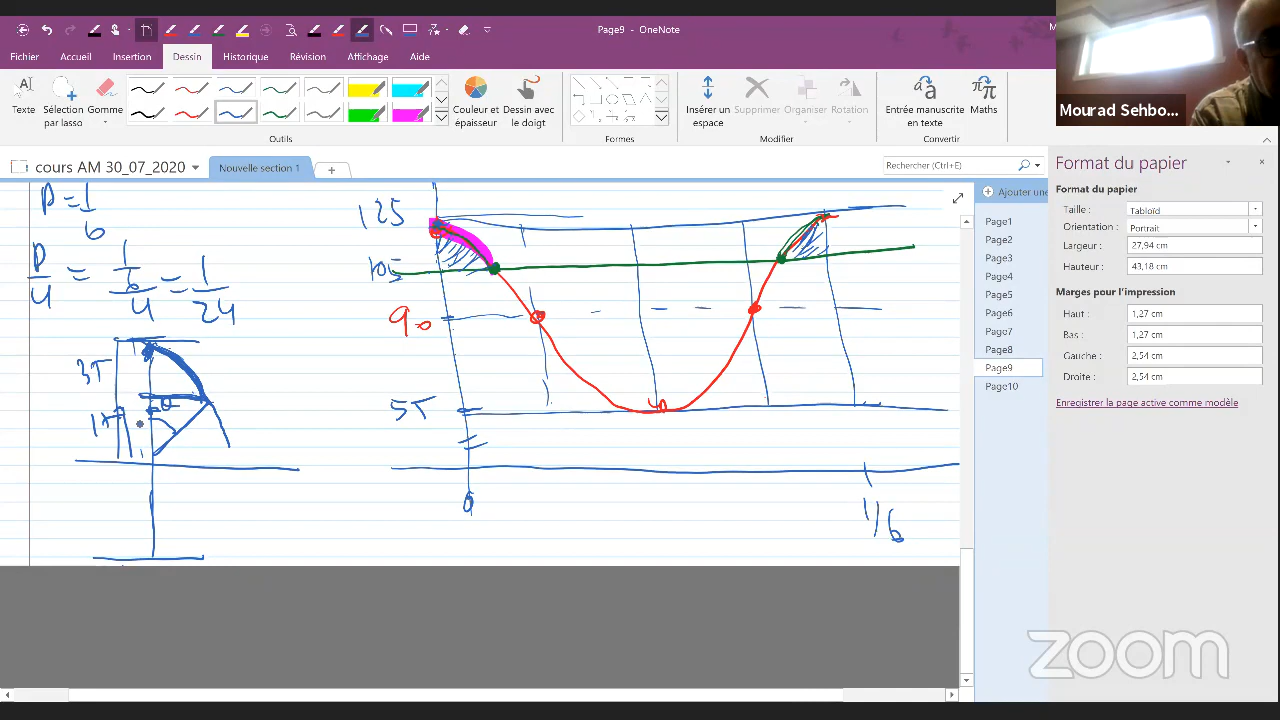 Page9 - OneNote
Fichier Accueil Insertion Dessin Historique Révision Affichage Aide
Texte Sélection par lasso Gomme
Outils
Couleur et épaisseur
Dessin avec le doigt
Formes
Insérer un espace
Supprimer
Organiser
Rotation
Modifier
Entrée manuscrite en texte
Maths
Convertir
Mourad Sehbo...
cours AM 30_07_2020
Nouvelle section 1
+
Rechercher (Ctrl+E)
Ajouter une
Page1
Page2
Page3
Page4
Page5
Page6
Page7
Page8
Page9
Page10
Format du papier
Format du papier
Taille : Tabloïd
Orientation : Portrait
Largeur : 27,94 cm
Hauteur : 43,18 cm
Marges pour l'impression
Haut : 1,27 cm
Bas : 1,27 cm
Gauche : 2,54 cm
Droite : 2,54 cm
Enregistrer la page active comme modèle
P = 1/6
P/4 = 1/6/4 = 1/24
125
105
90
55
0
1/6
35
θ
zoom